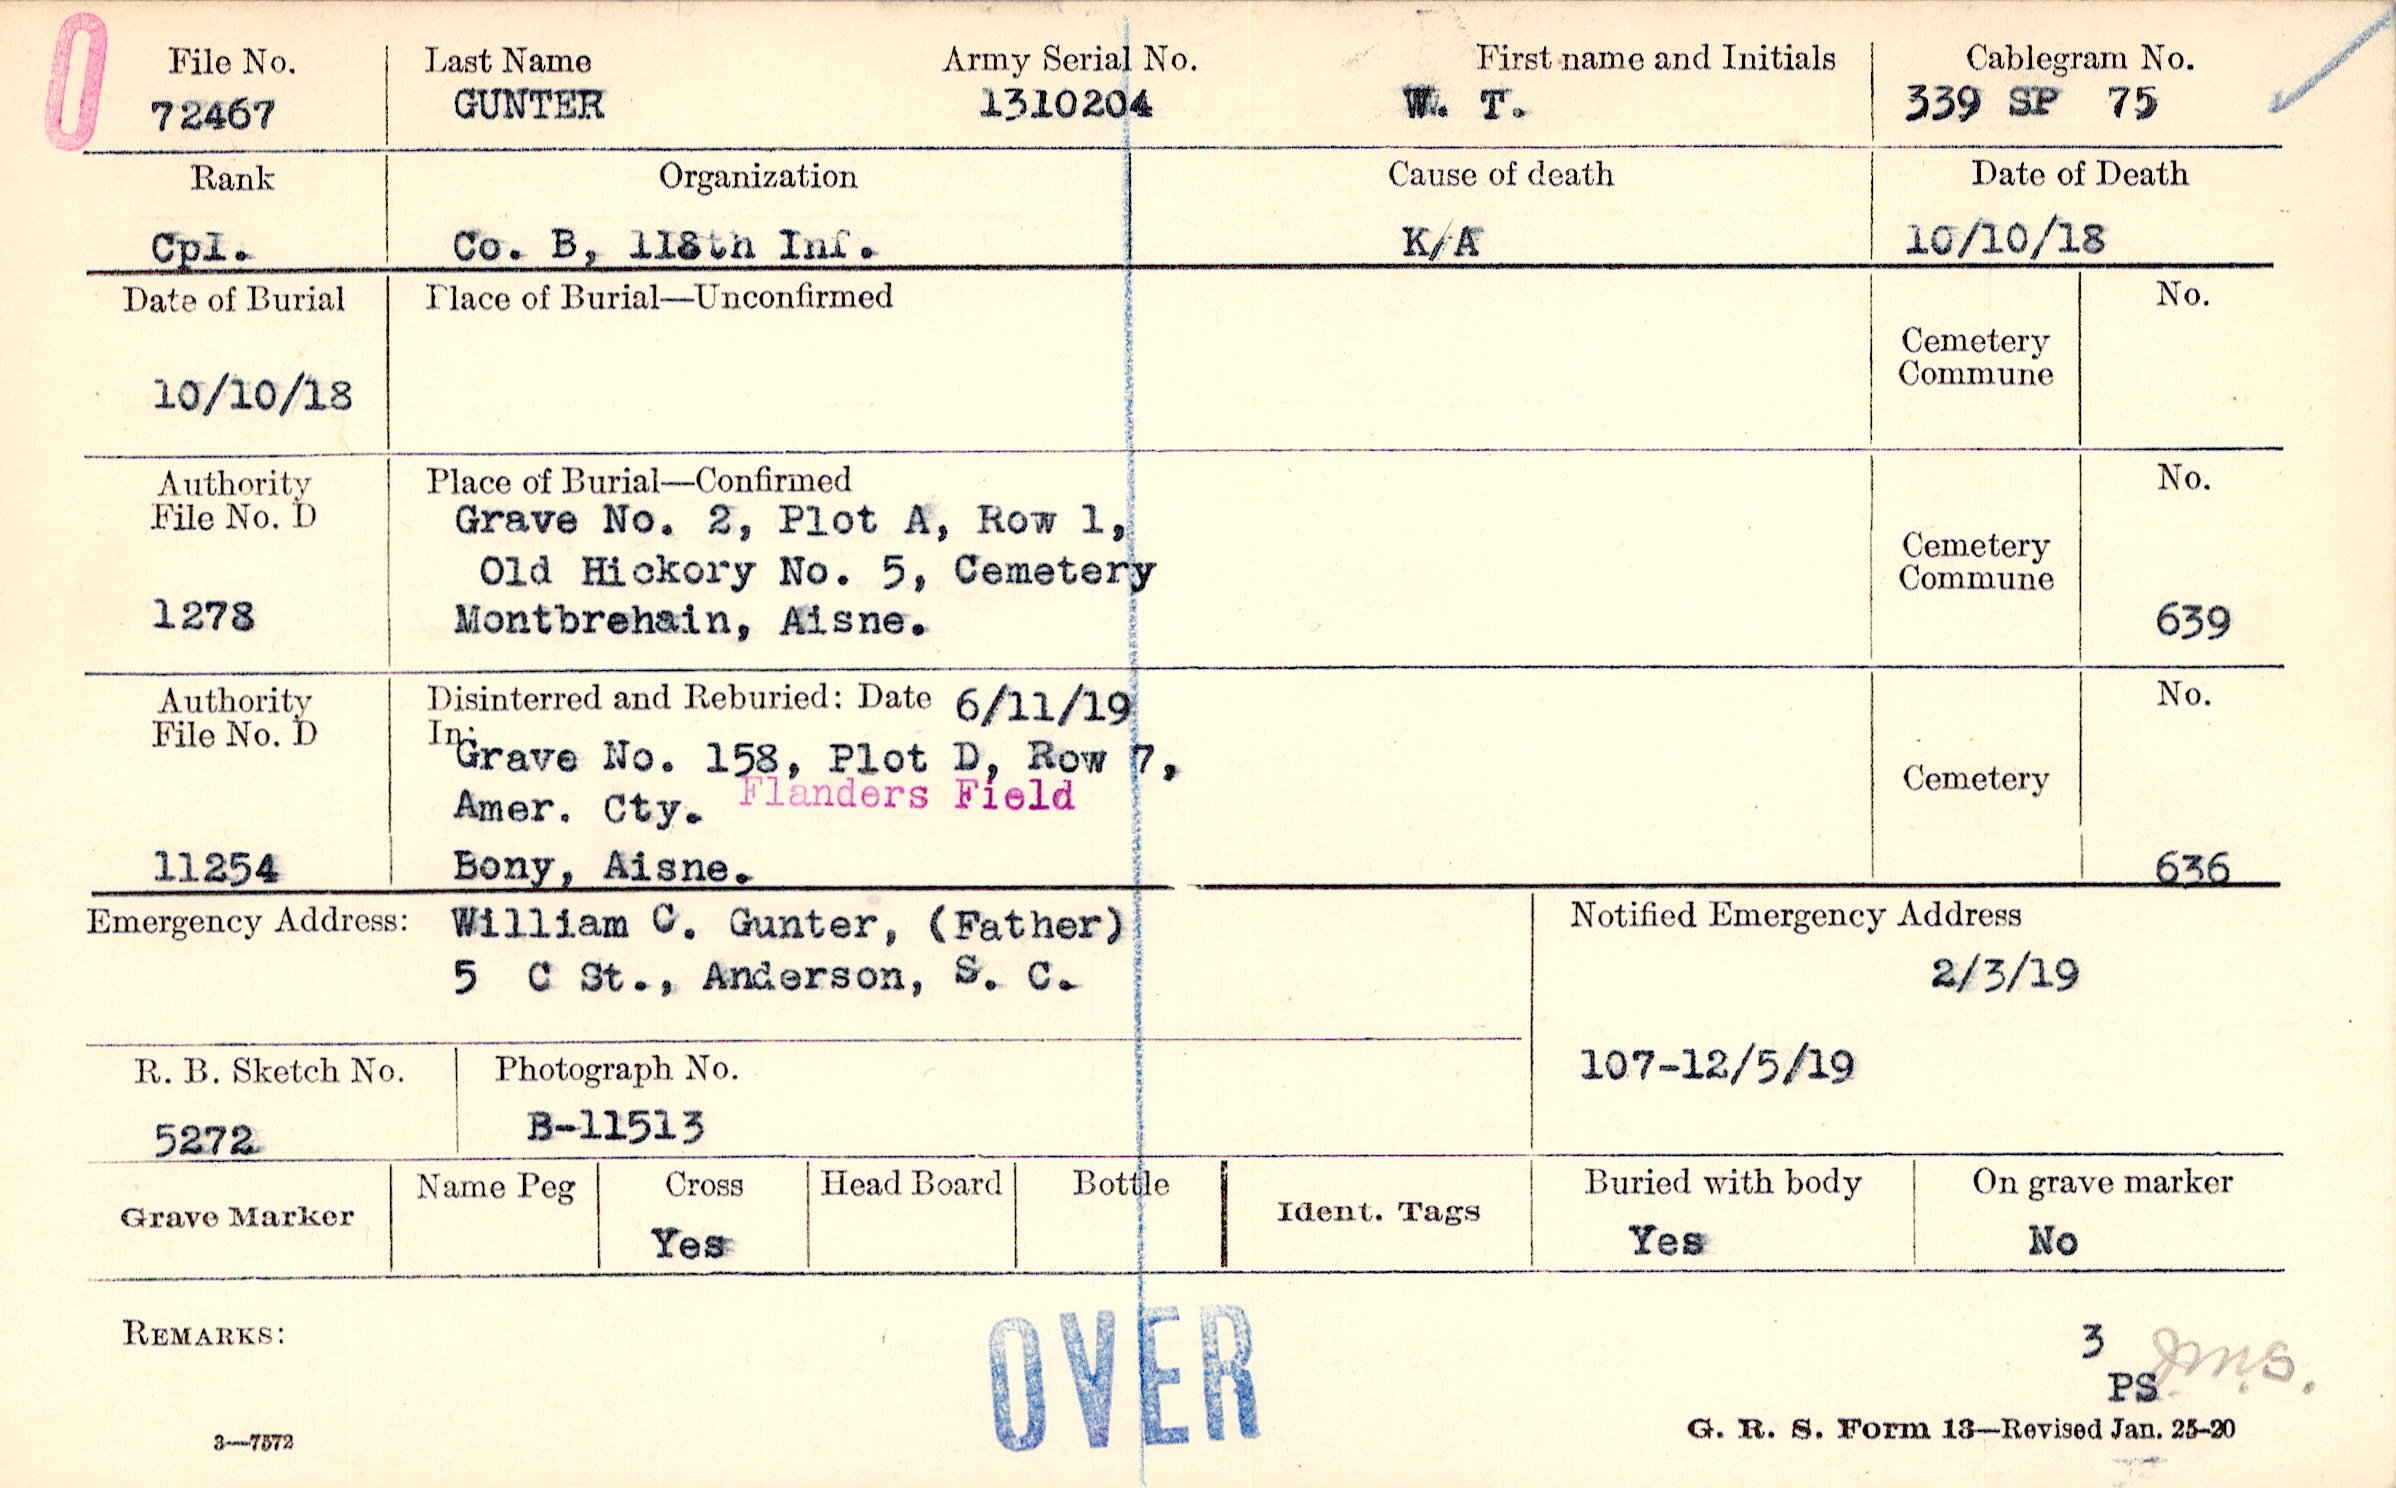 0
File No. Last Name Army Serial No. First name and Initials Cablegram No.
72467 GUNTER 1310204 W. T. 339 SP 75
Rank Organization Cause of death Date of Death
Cpl. Co. B, 118th Inf. K/A 10/10/18
Date of Burial Place of Burial—Unconfirmed No.
Cemetery
Commune
10/10/18
Authority Place of Burial—Confirmed No.
File No. D Grave No. 2, Plot A, Row 1,
Old Hickory No. 5, Cemetery Cemetery
Commune
1278 Montbrehain, Aisne. 639
Authority Disinterred and Reburied: Date 6/11/19 No.
File No. D In:
Grave No. 158, Plot D, Row 7,
Amer. Cty. Flanders Field Cemetery
11254 Bony, Aisne. 636
Emergency Address: William C. Gunter, (Father) Notified Emergency Address
5 C St., Anderson, S. C. 2/3/19
R. B. Sketch No. Photograph No. 107-12/5/19
5272 B-11513
Grave Marker Name Peg Cross Head Board Bottle Ident. Tags Buried with body On grave marker
Yes Yes No
REMARKS: 3
OVER PS J.M.S.
3—7572 G. R. S. Form 13—Revised Jan. 25-20